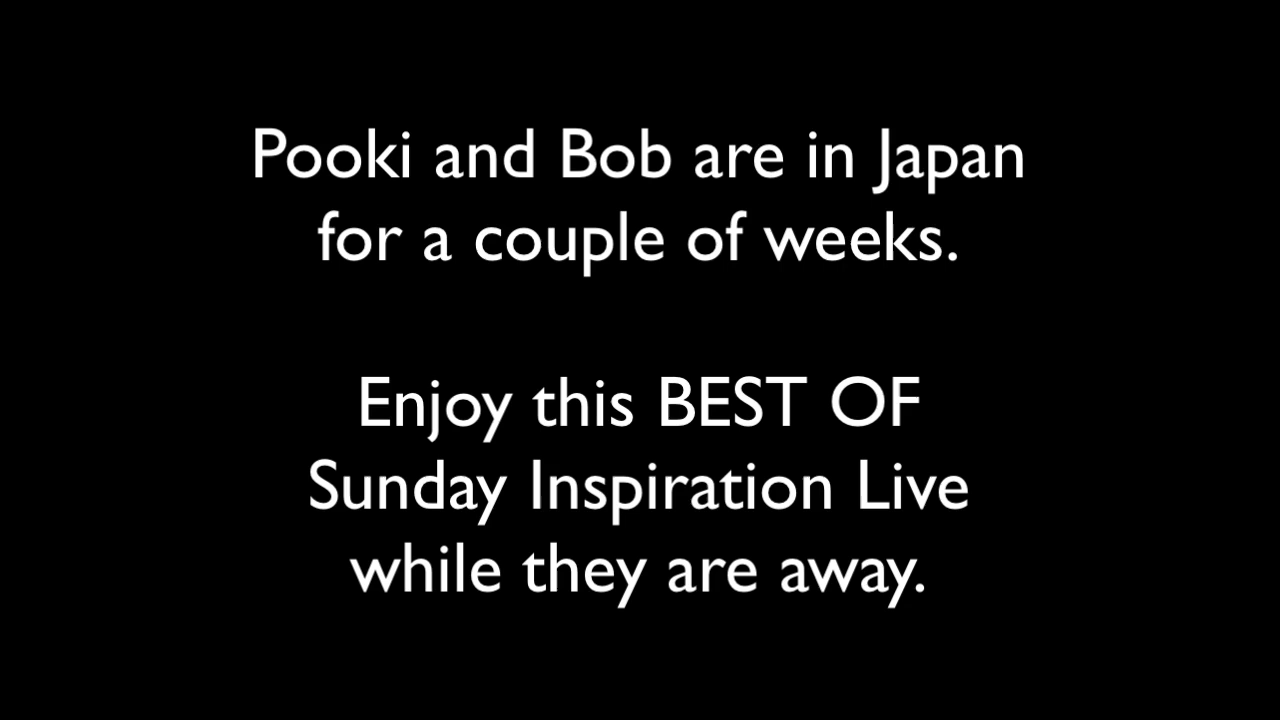 Pooki and Bob are in Japan
for a couple of weeks.
Enjoy this BEST OF
Sunday Inspiration Live
while they are away.